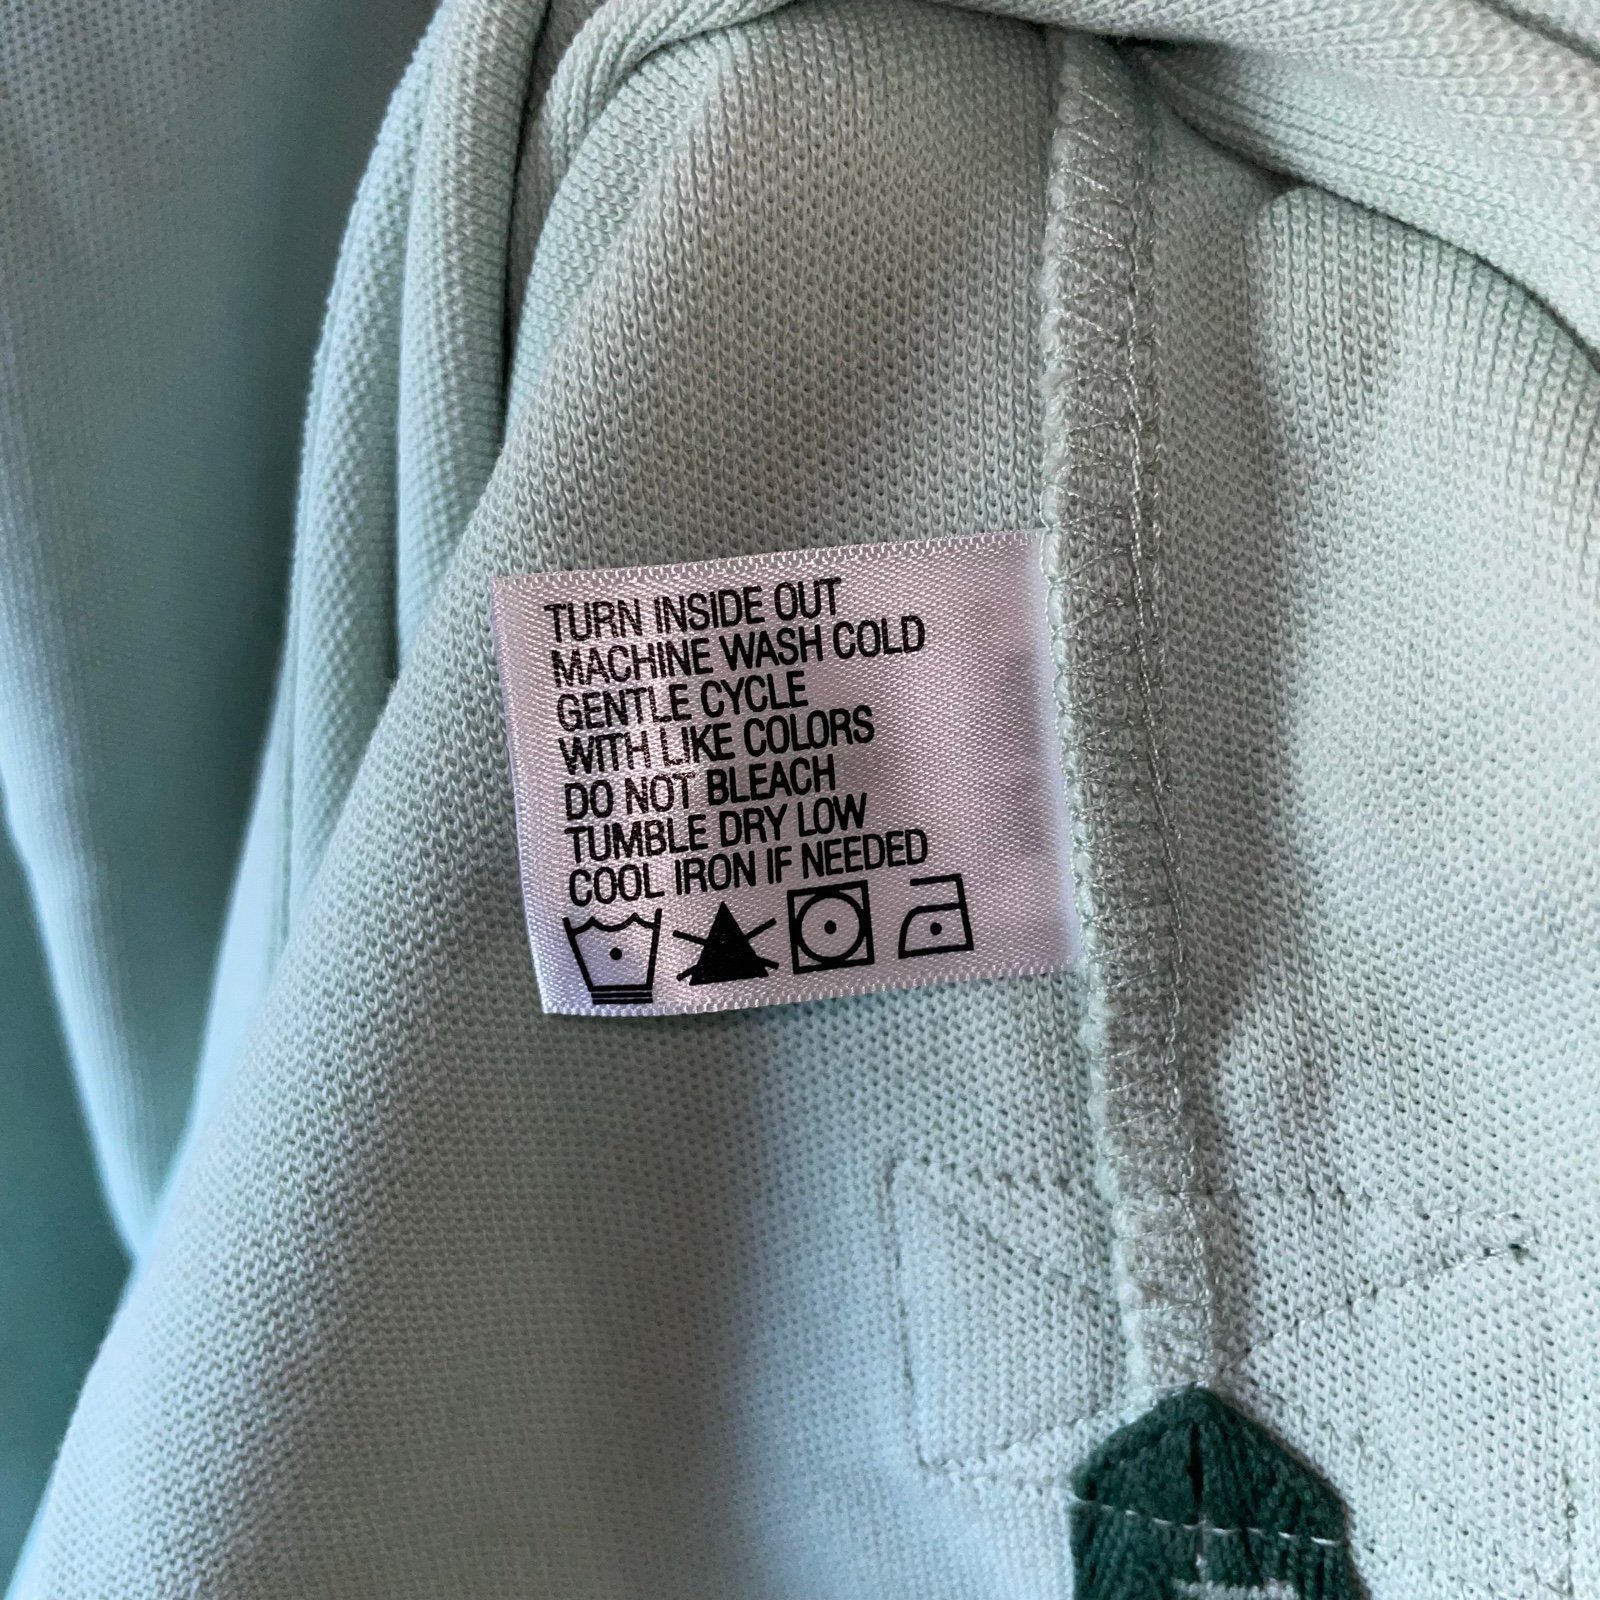 TURN INSIDE OUT
MACHINE WASH COLD
GENTLE CYCLE
WITH LIKE COLORS
DO NOT BLEACH
TUMBLE DRY LOW
COOL IRON IF NEEDED